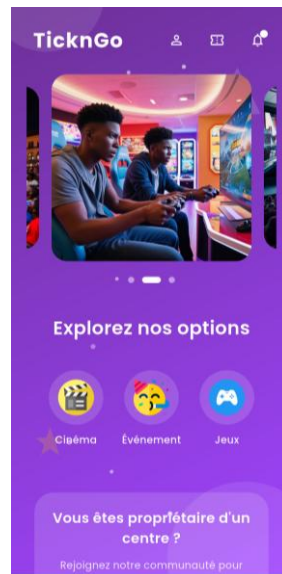 TicknGo
Explorez nos options
Cinéma
Événement
Jeux
Vous êtes propriétaire d'un
centre ?
Rejoignez notre communauté pour